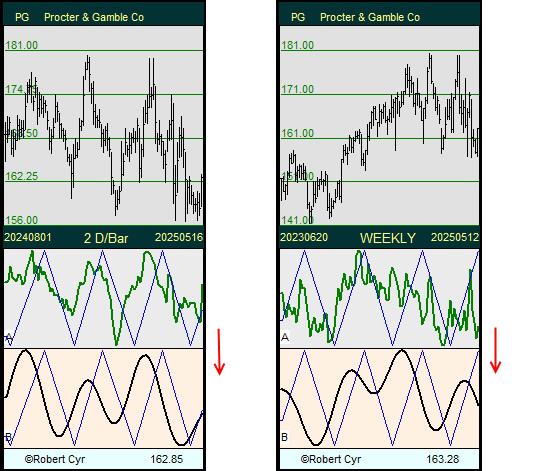 PG Procter & Gamble Co
181.00
162.25
156.00
20240801 2 D/Bar 20250516
A
B
©Robert Cyr 162.85
PG Procter & Gamble Co
181.00
171.00
161.00
141.00
20230620 WEEKLY 20250512
A
B
©Robert Cyr 163.28